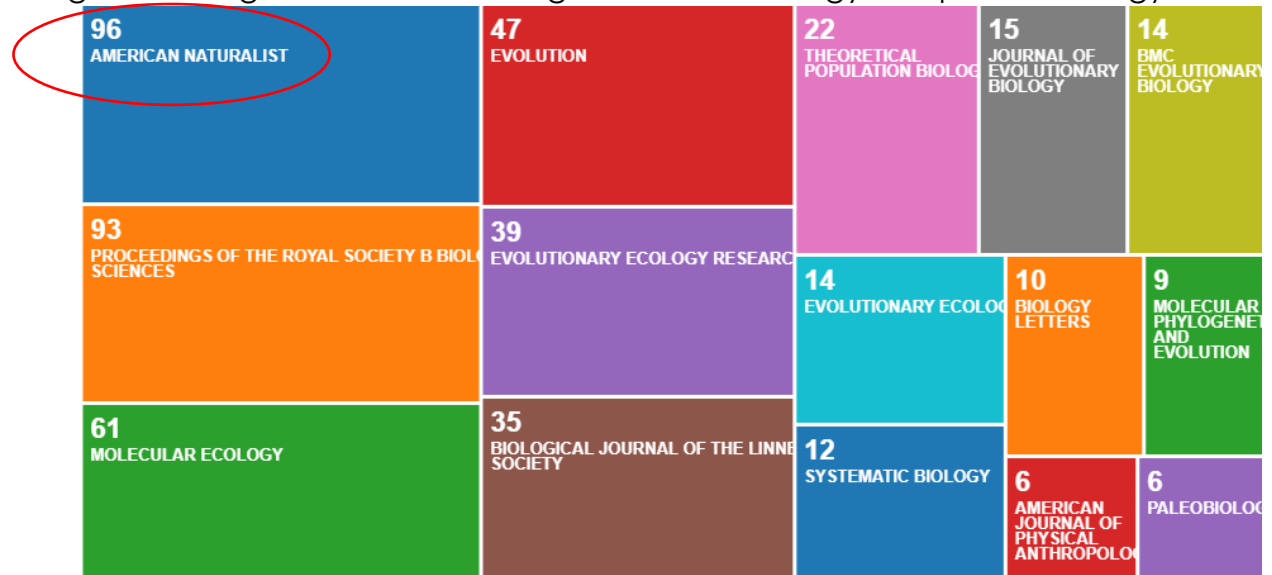 96
AMERICAN NATURALIST
47
EVOLUTION
22
THEORETICAL
POPULATION BIOLOG
15
JOURNAL OF
EVOLUTIONARY
BIOLOGY
14
BMC
EVOLUTIONARY
BIOLOGY
93
PROCEEDINGS OF THE ROYAL SOCIETY B BIOL
SCIENCES
39
EVOLUTIONARY ECOLOGY RESEARC
14
EVOLUTIONARY ECOLOG
10
BIOLOGY
LETTERS
9
MOLECULAR
PHYLOGENET
AND
EVOLUTION
61
MOLECULAR ECOLOGY
35
BIOLOGICAL JOURNAL OF THE LINNE
SOCIETY
12
SYSTEMATIC BIOLOGY
6
AMERICAN
JOURNAL OF
PHYSICAL
ANTHROPOLO
6
PALEOBIOLOG